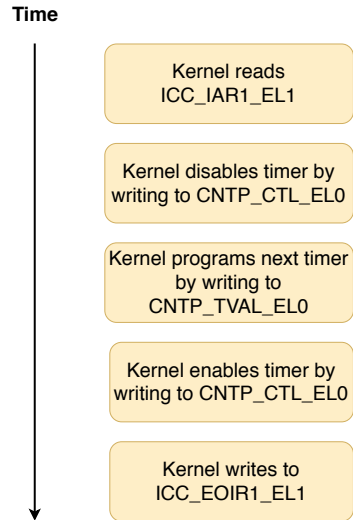 Time
Kernel reads
ICC_IAR1_EL1
Kernel disables timer by
writing to CNTP_CTL_EL0
Kernel programs next timer
by writing to
CNTP_TVAL_EL0
Kernel enables timer by
writing to CNTP_CTL_EL0
Kernel writes to
ICC_EOIR1_EL1